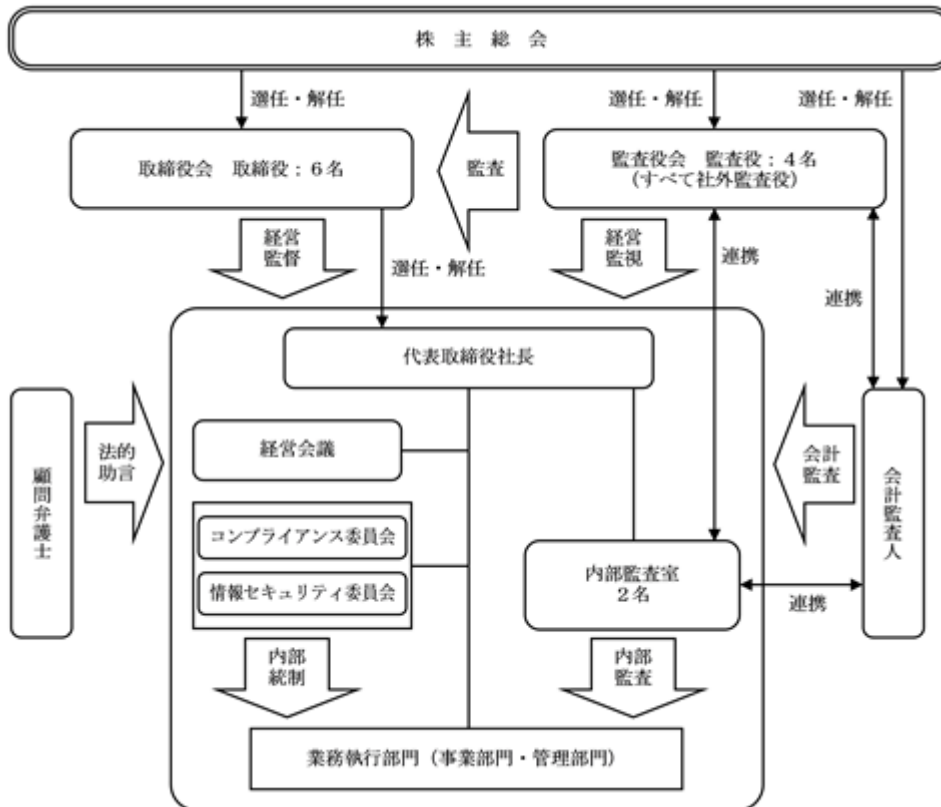 株主総会
選任・解任
選任・解任
選任・解任
取締役会 取締役：6名
監査
監査役会 監査役：4名
(すべて社外監査役)
経営
監督
選任・解任
経営
監視
連携
連携
代表取締役社長
顧問弁護士
法的
助言
経営会議
会計
監査
会計監査人
コンプライアンス委員会
情報セキュリティ委員会
内部監査室
2名
連携
内部
統制
内部
監査
業務執行部門（事業部門・管理部門）